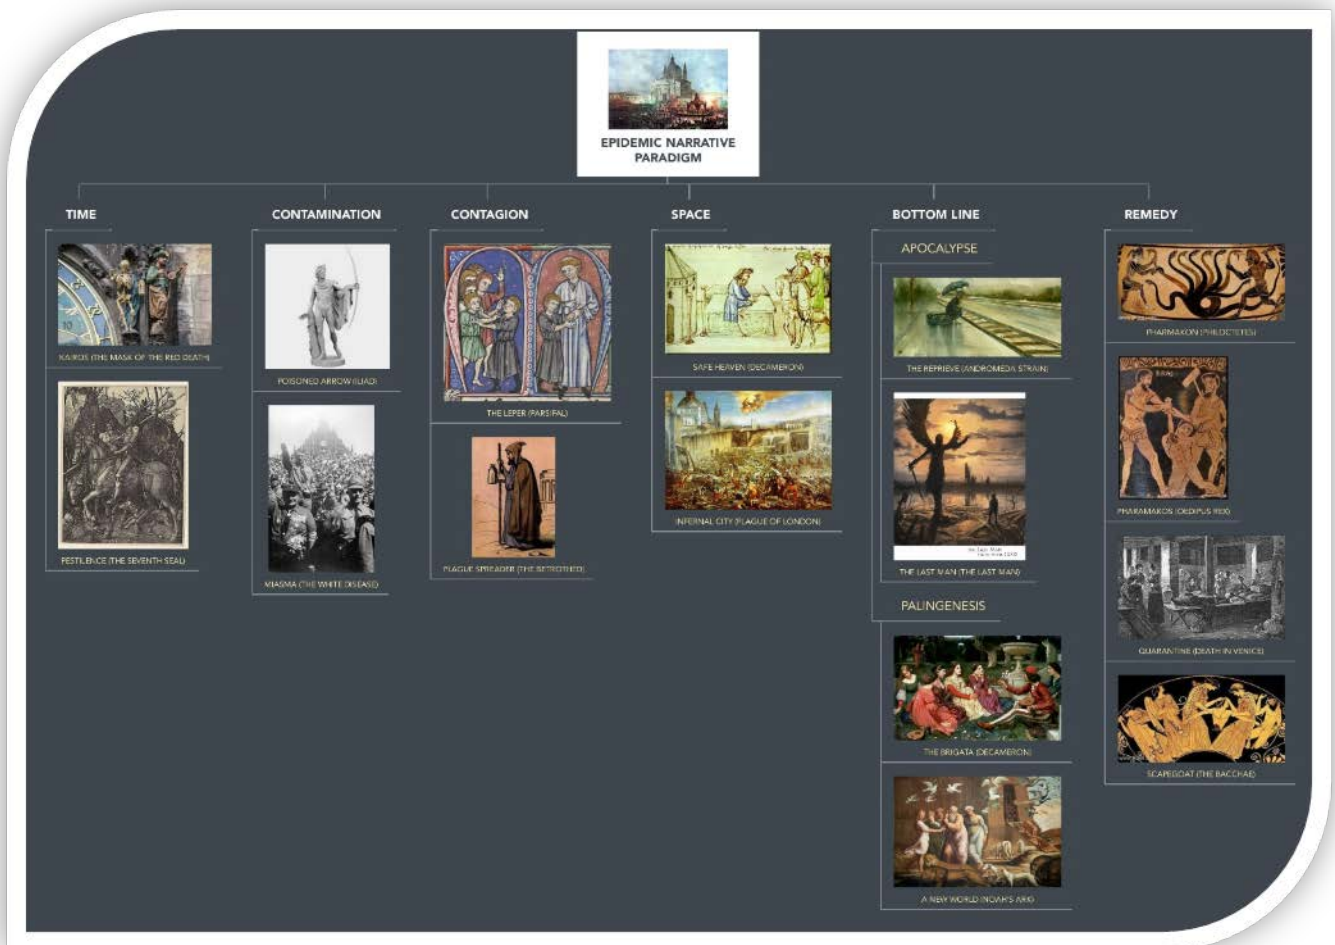 EPIDEMIC NARRATIVE
PARADIGM
TIME
KAIROS (THE MASK OF THE RED DEATH)
PESTILENCE (THE SEVENTH SEAL)
CONTAMINATION
POISONED ARROW (ILIAD)
MIASMA (THE WHITE DISEASE)
CONTAGION
THE LEPER (PARSIFAL)
PLAGUE SPREADER (THE BETROTHED)
SPACE
SAFE HEAVEN (DECAMERON)
INFERNAL CITY (PLAGUE OF LONDON)
BOTTOM LINE
APOCALYPSE
THE REPRIEVE (ANDROMEDA STRAIN)
THE LAST MAN (THE LAST MAN)
PALINGENESIS
THE BRIGATA (DECAMERON)
A NEW WORLD (NOAH'S ARK)
REMEDY
PHARMAKON (PHILOCTETES)
PHARAMAKOS (OEDIPUS REX)
QUARANTINE (DEATH IN VENICE)
SCAPEGOAT (THE BACCHAE)